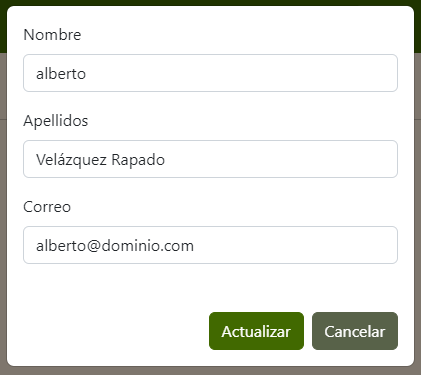 Nombre
alberto
Apellidos
Velázquez Rapado
Correo
alberto@dominio.com
Actualizar Cancelar